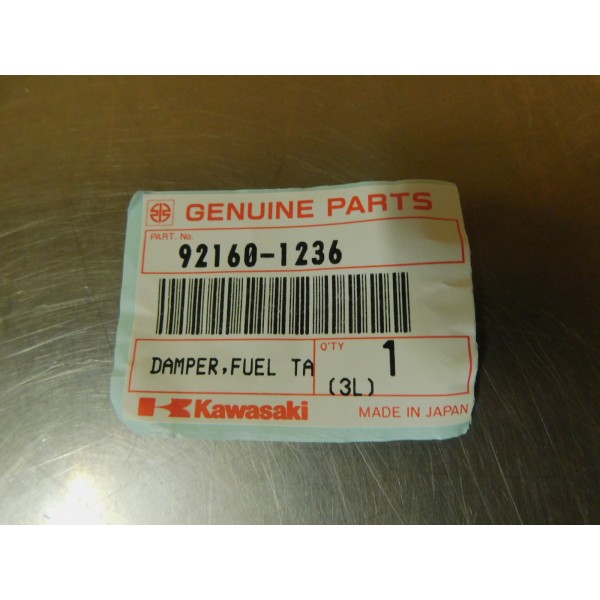 GENUINE PARTS
PART. No.
92160-1236
DAMPER,FUEL TA
Q'TY
1
(3L)
Kawasaki
MADE IN JAPAN